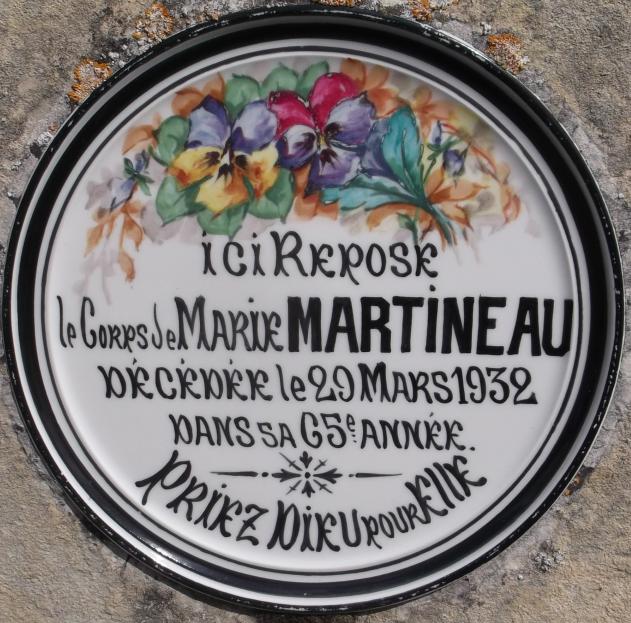 ici Repose
le Corps de Marie MARTINEAU
Décédée le 29 Mars 1932
dans sa 65e année.
Priez Dieu pour Elle